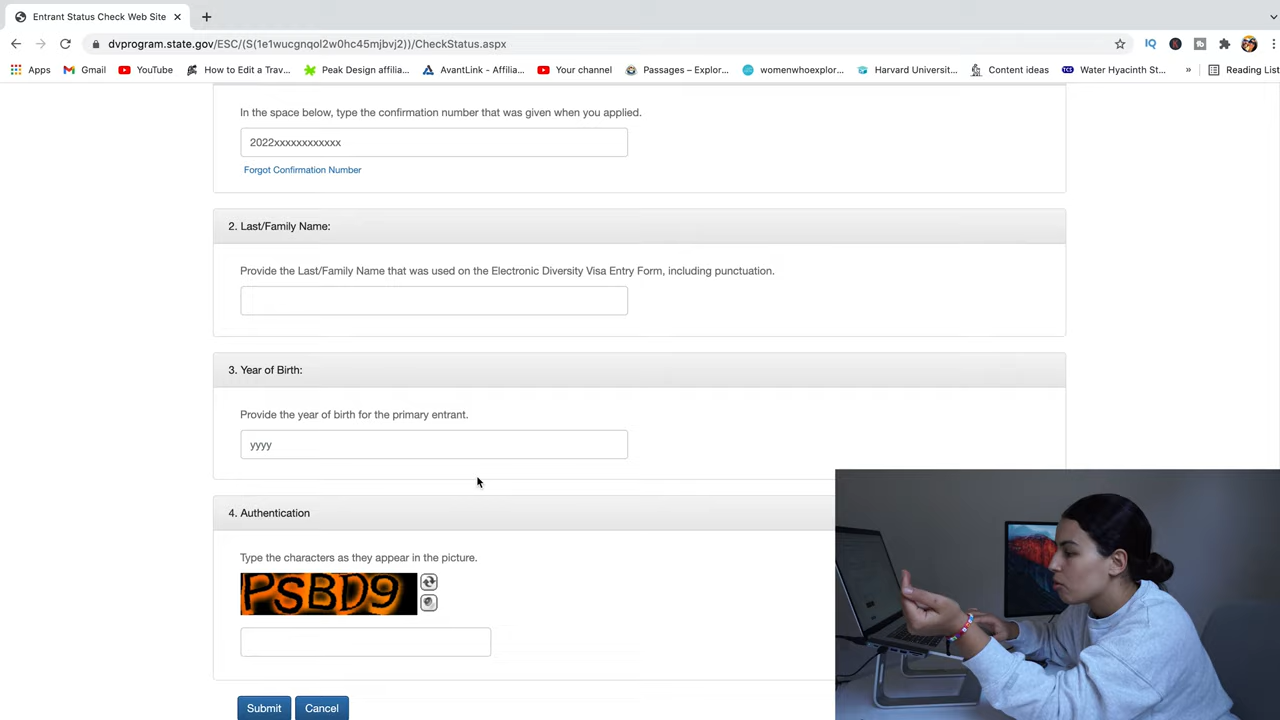 Entrant Status Check Web Site
dvprogram.state.gov/ESC/(S(1e1wucgnqol2w0hc45mjbvj2))/CheckStatus.aspx
IQ
Apps Gmail YouTube How to Edit a Trav... Peak Design affilia... AvantLink - Affilia... Your channel Passages – Explor... womenwhoexplor... Harvard Universit... Content ideas TCS Water Hyacinth St... » Reading List
In the space below, type the confirmation number that was given when you applied.
2022xxxxxxxxxxxx
Forgot Confirmation Number
2. Last/Family Name:
Provide the Last/Family Name that was used on the Electronic Diversity Visa Entry Form, including punctuation.
3. Year of Birth:
Provide the year of birth for the primary entrant.
yyyy
4. Authentication
Type the characters as they appear in the picture.
PSBD9
Submit Cancel